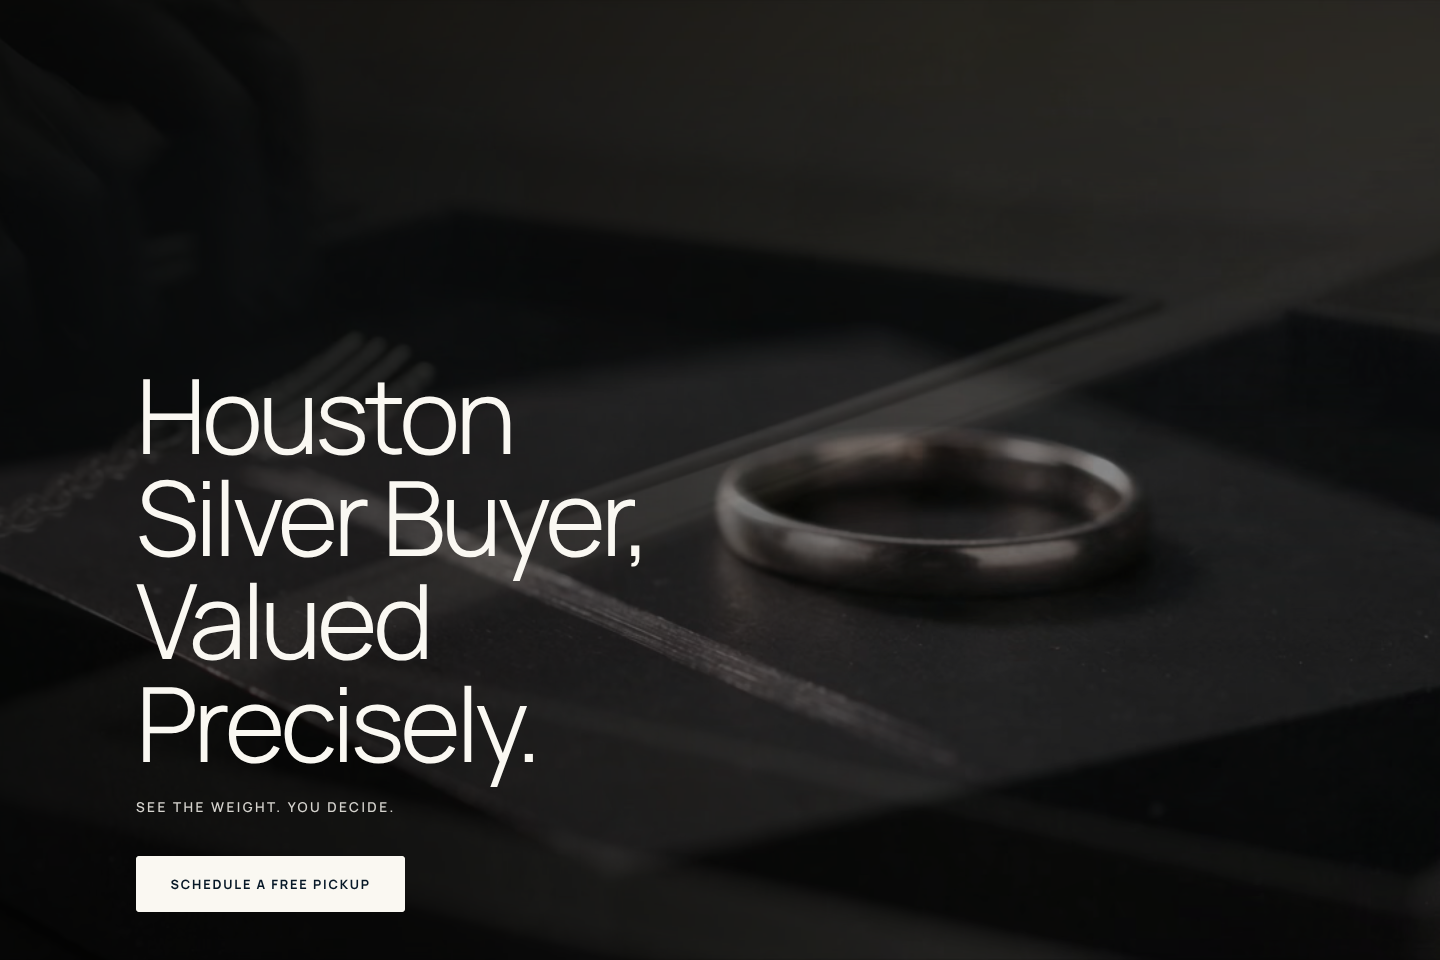 Houston
Silver Buyer,
Valued
Precisely.
SEE THE WEIGHT. YOU DECIDE.
SCHEDULE A FREE PICKUP